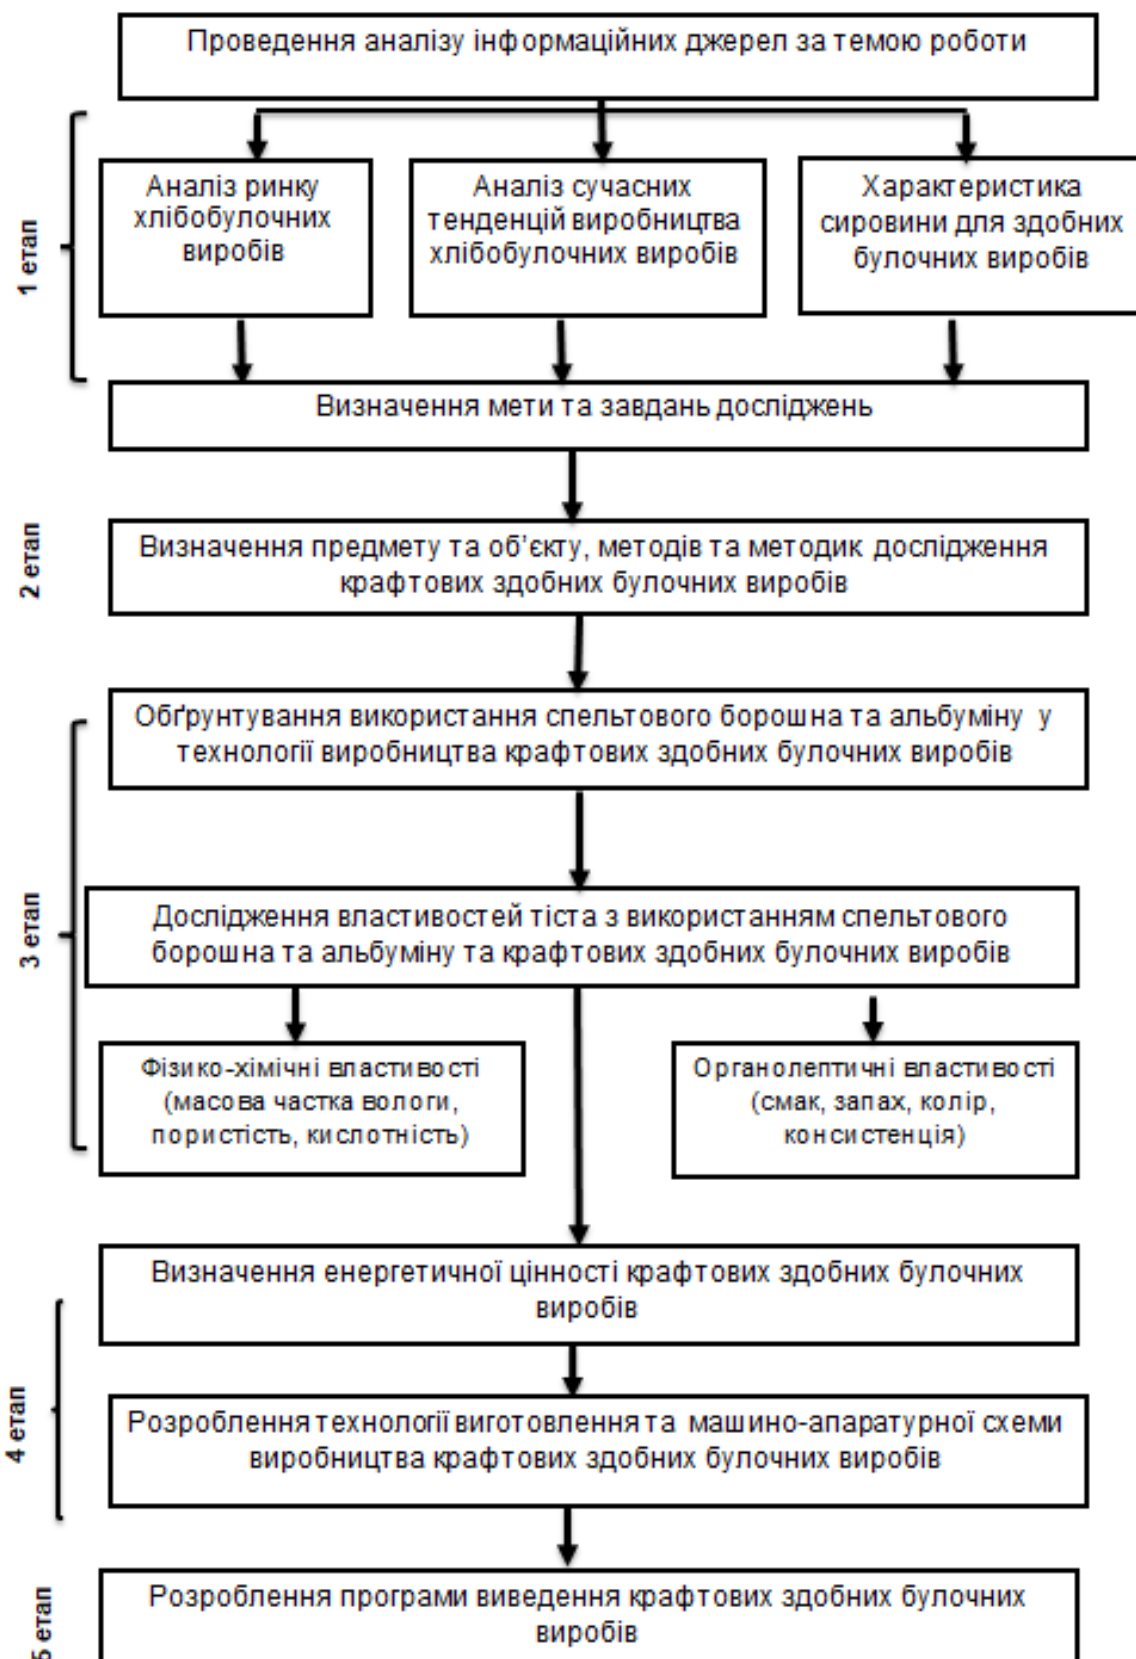 Проведення аналізу інформаційних джерел за темою роботи
1 етап
Аналіз ринку
хлібобулочних
виробів
Аналіз сучасних
тенденцій виробництва
хлібобулочних виробів
Характеристика
сировини для здобних
булочних виробів
Визначення мети та завдань досліджень
2 етап
Визначення предмету та об’єкту, методів та методик дослідження
крафтових здобних булочних виробів
3 етап
Обґрунтування використання спельтового борошна та альбуміну у
технології виробництва крафтових здобних булочних виробів
Дослідження властивостей тіста з використанням спельтового
борошна та альбуміну та крафтових здобних булочних виробів
Фізико-хімічні властивості
(масова частка вологи,
пористість, кислотність)
Органолептичні властивості
(смак, запах, колір,
консистенція)
4 етап
Визначення енергетичної цінності крафтових здобних булочних
виробів
Розроблення технології виготовлення та машино-апаратурної схеми
виробництва крафтових здобних булочних виробів
5 етап
Розроблення програми виведення крафтових здобних булочних
виробів